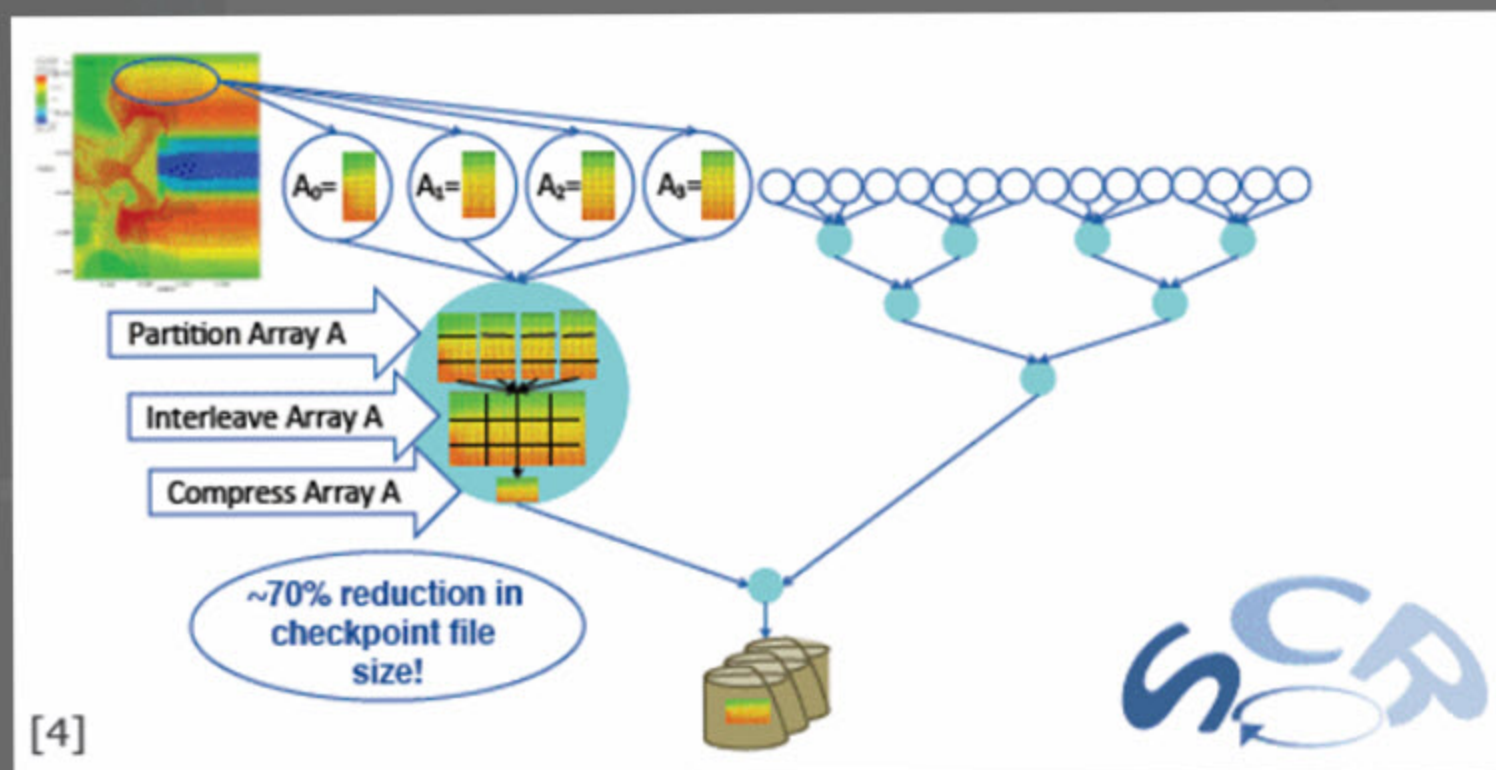 A₀=
A₁=
A₂=
A₃=
Partition Array A
Interleave Array A
Compress Array A
~70% reduction in
checkpoint file
size!
[4]
SCR